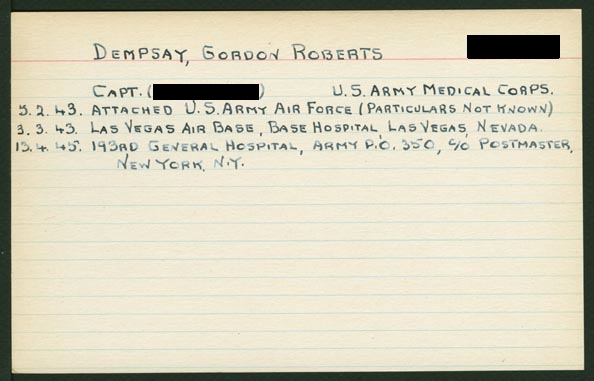 DEMPSAY, GORDON ROBERTS
CAPT. ( ) U.S. ARMY MEDICAL CORPS.
5.2.43. ATTACHED U.S. ARMY AIR FORCE (PARTICULARS NOT KNOWN)
3.3.43. LAS VEGAS AIR BASE, BASE HOSPITAL, LAS VEGAS, NEVADA.
13.4.45. 193RD GENERAL HOSPITAL, ARMY P.O. 350, C/O POSTMASTER,
NEW YORK, N.Y.